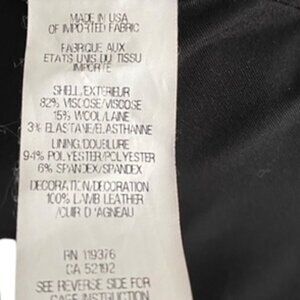 MADE IN USA
OF IMPORTED FABRIC
FABRIQUE AUX
ETATS UNIS DU TISSU
IMPORTE
SHELL/EXTERIEUR
82% VISCOSE/VISCOSE
15% WOOL/LAINE
3% ELASTANE/ELASTHANNE
LINING/DOUBLURE
94% POLYESTER/POLYESTER
6% SPANDEX/SPANDEX
DECORATION/DECORATION
100% LAMB LEATHER
/CUIR D'AGNEAU
RN 119376
CA 52192
SEE REVERSE SIDE FOR
CARE INSTRUCTION